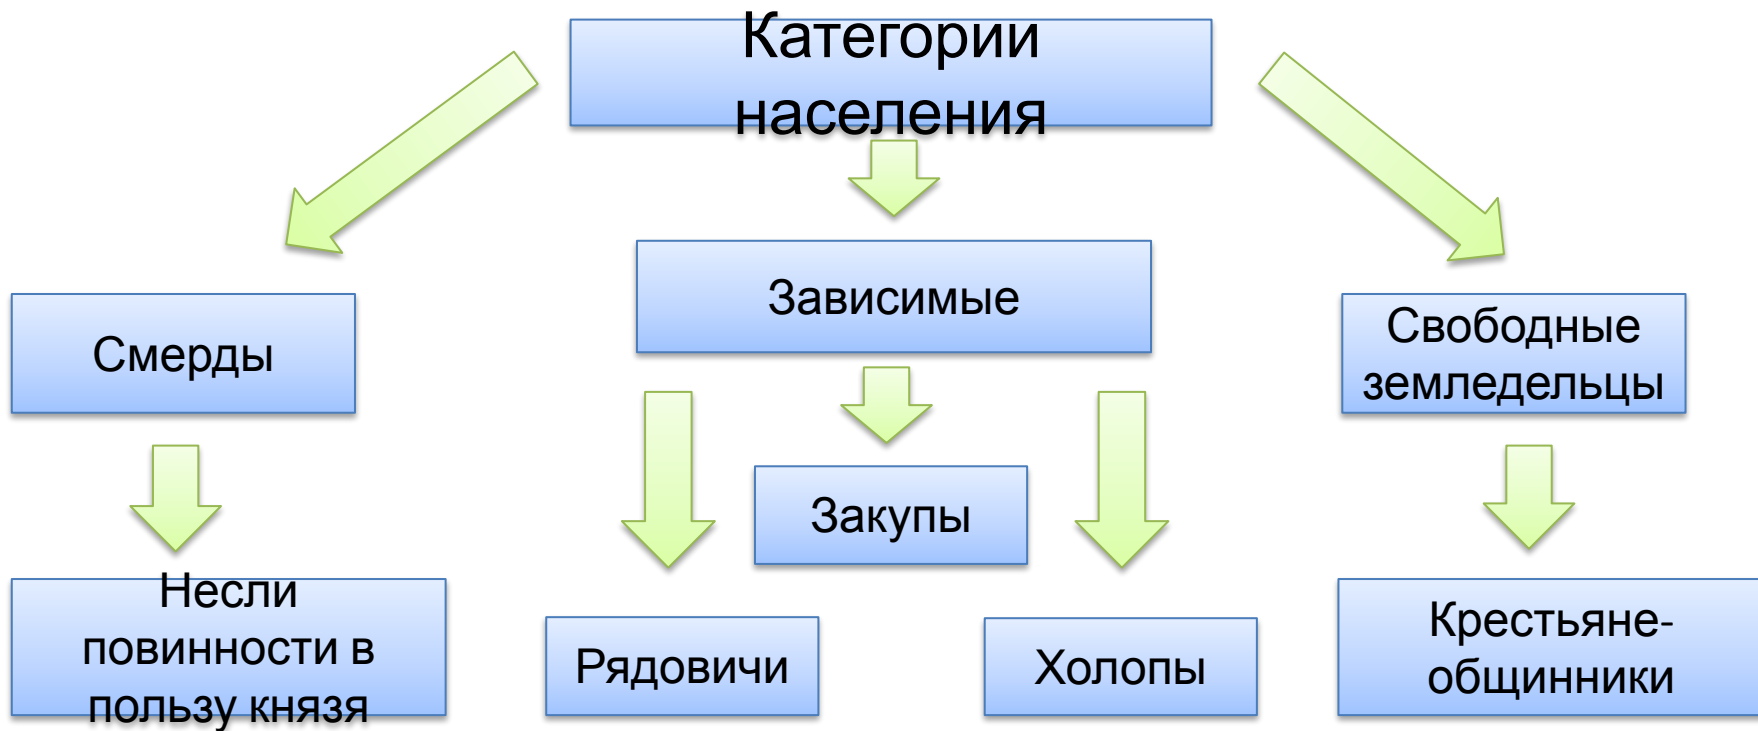 Категории
населения
Смерды
Зависимые
Свободные
земледельцы
Закупы
Несли
повинности в
пользу князя
Рядовичи
Холопы
Крестьяне-
общинники